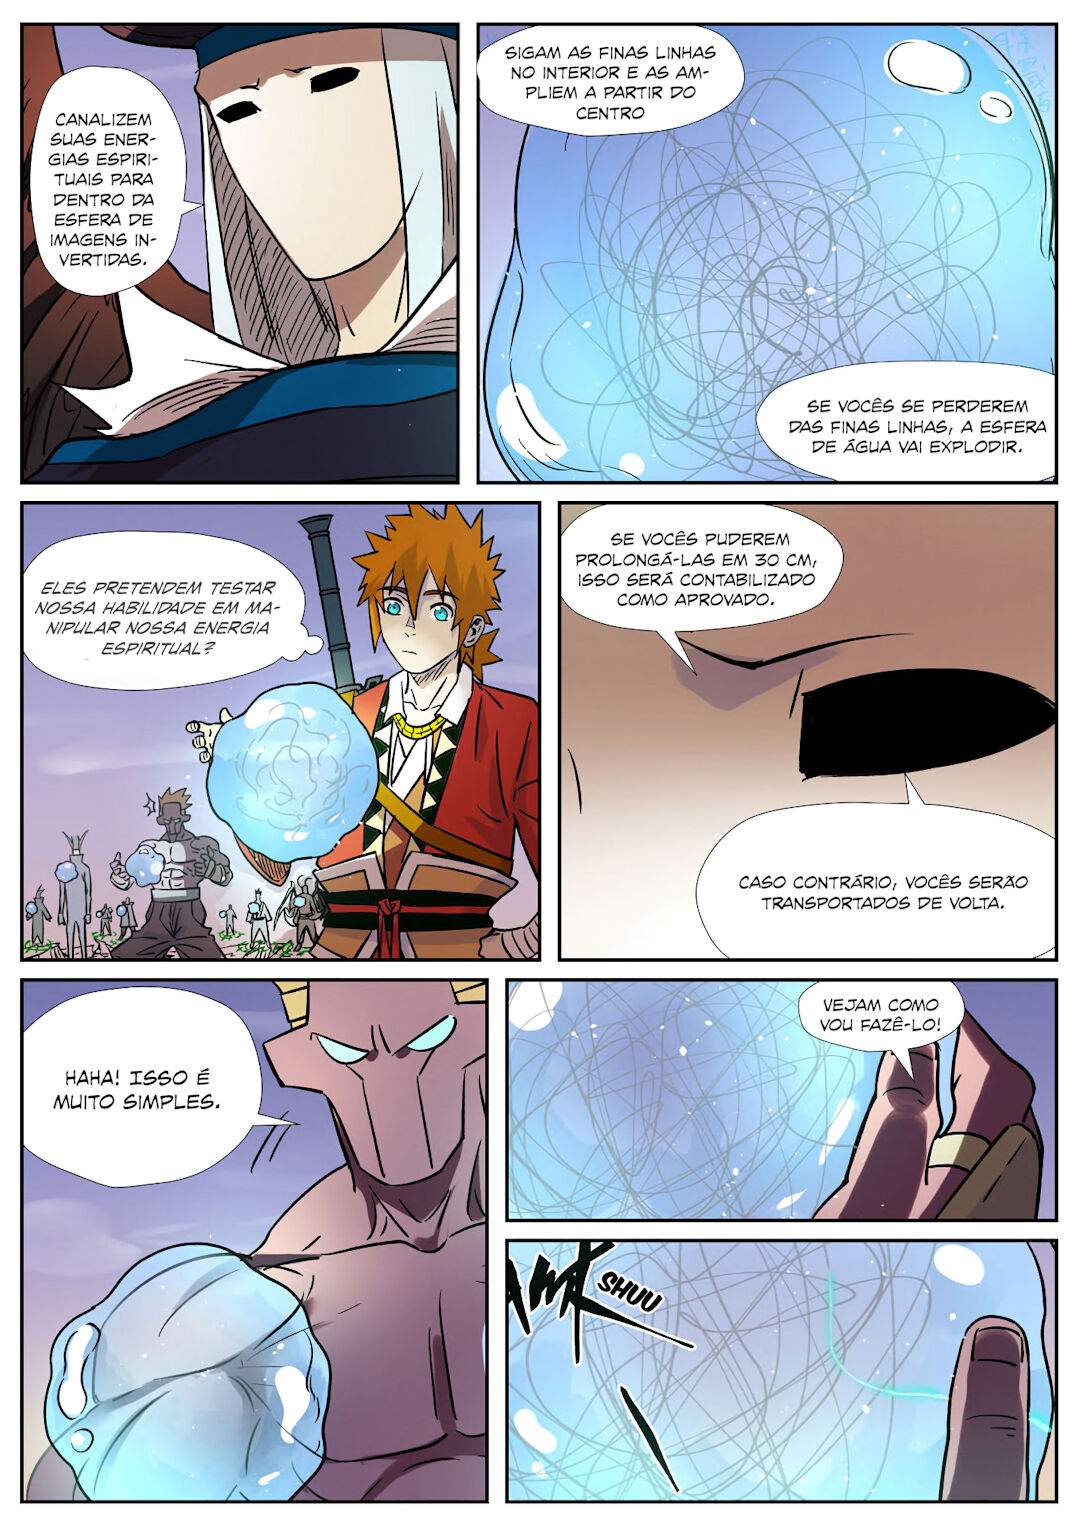 CANALIZEM
SUAS ENER-
GIAS ESPIRI-
TUAIS PARA
DENTRO DA
ESFERA DE
IMAGENS IN-
VERTIDAS.
SIGAM AS FINAS LINHAS
NO INTERIOR E AS AM-
PLIEM A PARTIR DO
CENTRO
SE VOCÊS SE PERDEREM
DAS FINAS LINHAS, A ESFERA
DE ÁGUA VAI EXPLODIR.
ELES PRETENDEM TESTAR
NOSSA HABILIDADE EM MA-
NIPULAR NOSSA ENERGIA
ESPIRITUAL?
SE VOCÊS PUDEREM
PROLONGÁ-LAS EM 30 CM,
ISSO SERÁ CONTABILIZADO
COMO APROVADO.
CASO CONTRÁRIO, VOCÊS SERÃO
TRANSPORTADOS DE VOLTA.
HAHA! ISSO É
MUITO SIMPLES.
VEJAM COMO
VOU FAZÊ-LO!
SHUU